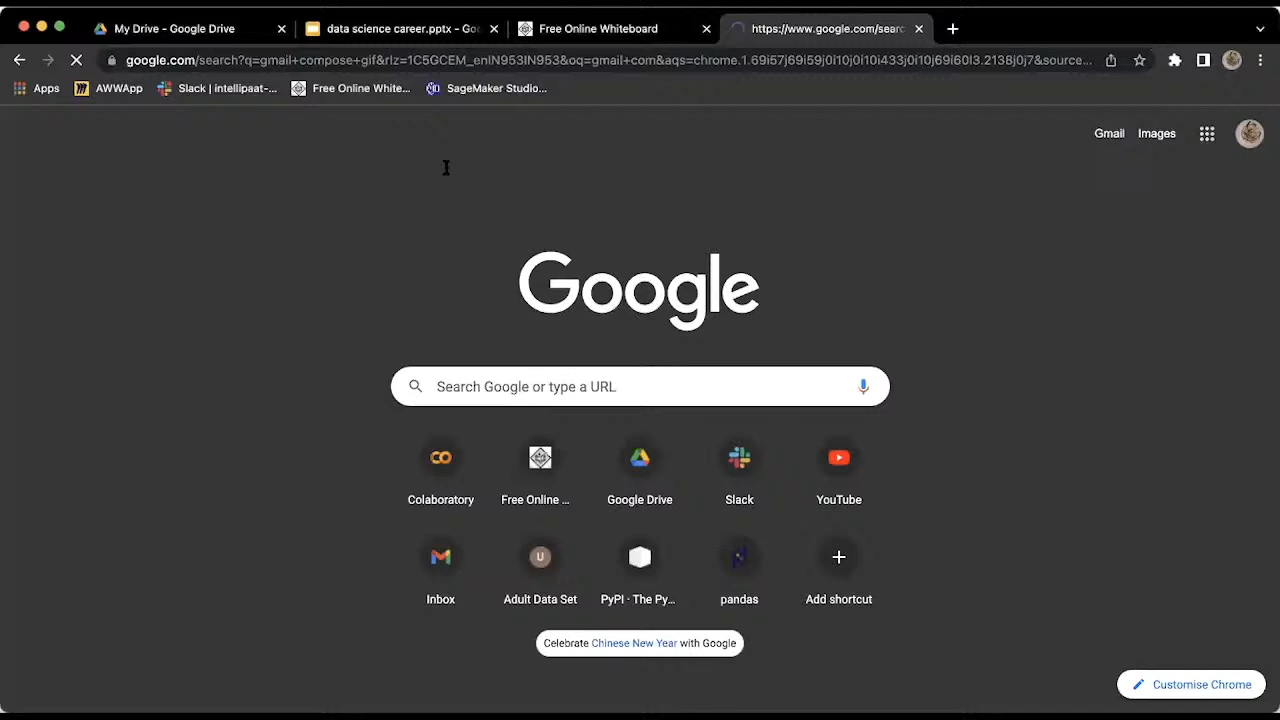 My Drive - Google Drive
data science career.pptx - Goo
Free Online Whiteboard
https://www.google.com/searc
google.com/search?q=gmail+compose+gif&rlz=1C5GCEM_enIN953IN953&oq=gmail+com&aqs=chrome.1.69i57j69i59j0i10j0i10i433j0i10j69i60l3.2138j0j7&source...
Apps
AWWApp
Slack | intellipaat-...
Free Online White...
SageMaker Studio...
Gmail
Images
Google
Search Google or type a URL
Colaboratory
Free Online ...
Google Drive
Slack
YouTube
Inbox
U
Adult Data Set
PyPI · The Py...
pandas
Add shortcut
Celebrate Chinese New Year with Google
Customise Chrome